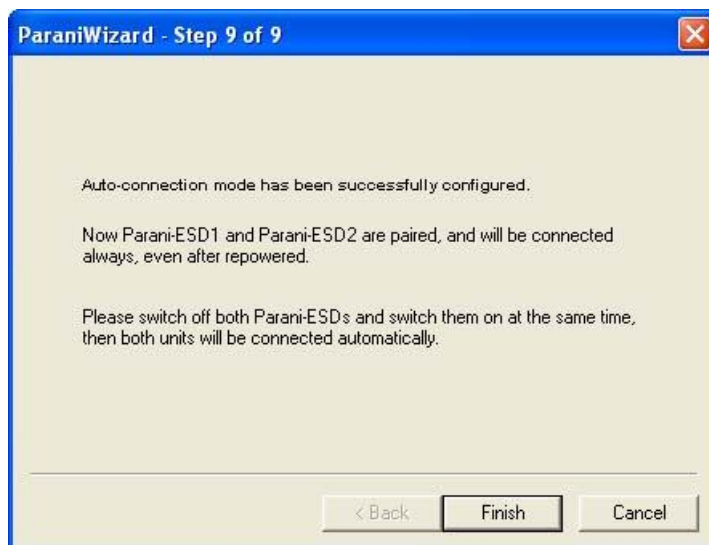 ParaniWizard - Step 9 of 9
Auto-connection mode has been successfully configured.
Now Parani-ESD1 and Parani-ESD2 are paired, and will be connected
always, even after repowered.
Please switch off both Parani-ESDs and switch them on at the same time,
then both units will be connected automatically.
< Back Finish Cancel